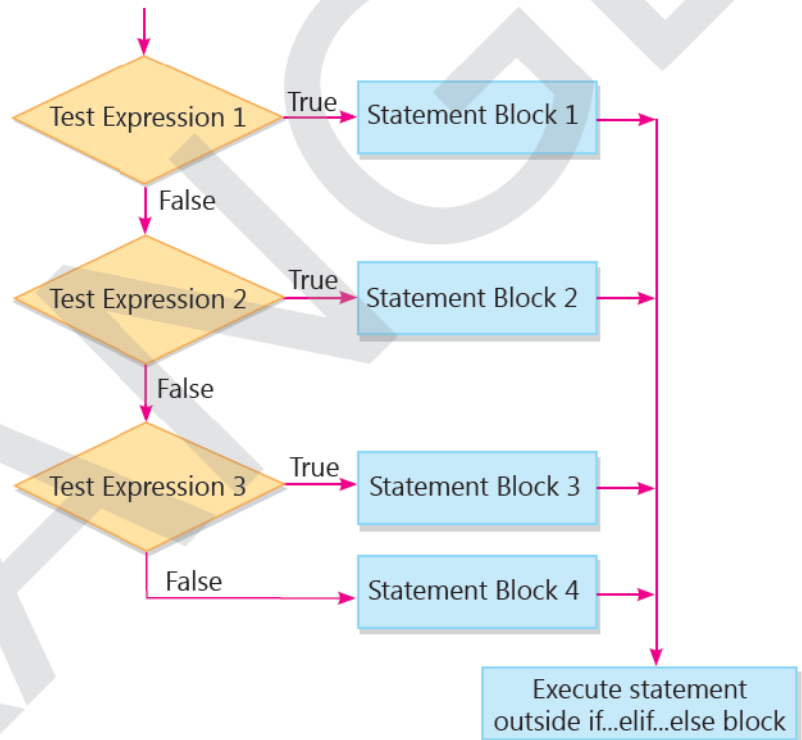 Test Expression 1
True
Statement Block 1
False
Test Expression 2
True
Statement Block 2
False
Test Expression 3
True
Statement Block 3
False
Statement Block 4
Execute statement
outside if...elif...else block